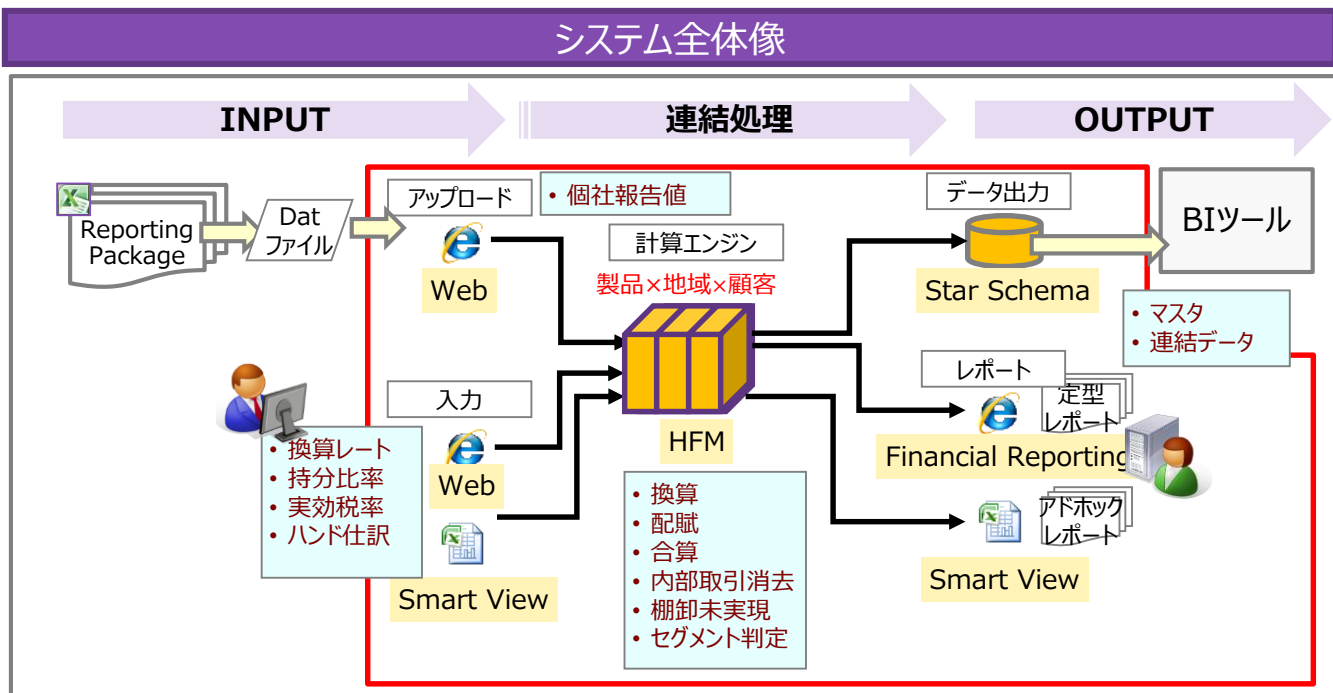 システム全体像
INPUT
連結処理
OUTPUT
Reporting
Package
Dat
ファイル
アップロード
Web
• 個社報告値
計算エンジン
製品×地域×顧客
HFM
データ出力
Star Schema
BIツール
• マスタ
• 連結データ
入力
Web
Smart View
• 換算レート
• 持分比率
• 実効税率
• ハンド仕訳
• 換算
• 配賦
• 合算
• 内部取引消去
• 棚卸未実現
• セグメント判定
レポート
定型
レポート
Financial Reporting
アドホック
レポート
Smart View